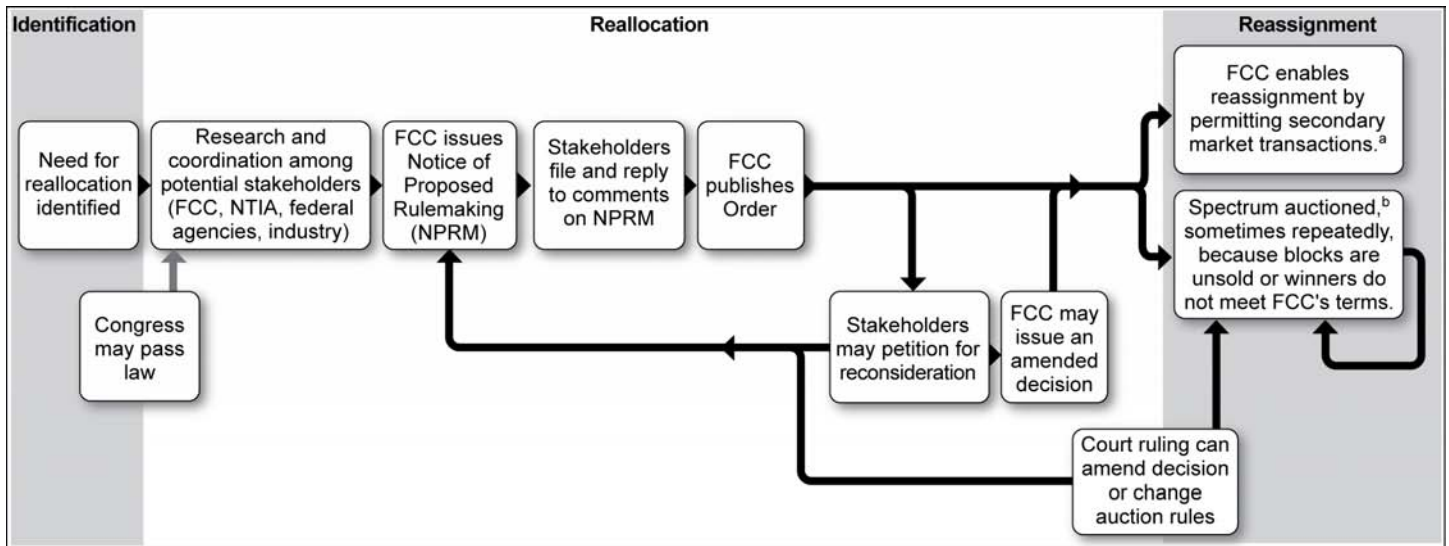 Identification
Reallocation
Reassignment
Need for
reallocation
identified
Research and
coordination among
potential stakeholders
(FCC, NTIA, federal
agencies, industry)
FCC issues
Notice of
Proposed
Rulemaking
(NPRM)
Stakeholders
file and reply
to comments
on NPRM
FCC
publishes
Order
FCC enables
reassignment by
permitting secondary
market transactions.a
Spectrum auctioned,b
sometimes repeatedly,
because blocks are
unsold or winners do
not meet FCC's terms.
Congress
may pass
law
Stakeholders
may petition for
reconsideration
FCC may
issue an
amended
decision
Court ruling can
amend decision
or change
auction rules